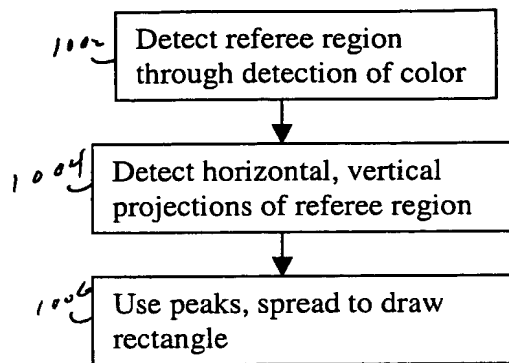 1002
Detect referee region
through detection of color
1004
Detect horizontal, vertical
projections of referee region
1006
Use peaks, spread to draw
rectangle